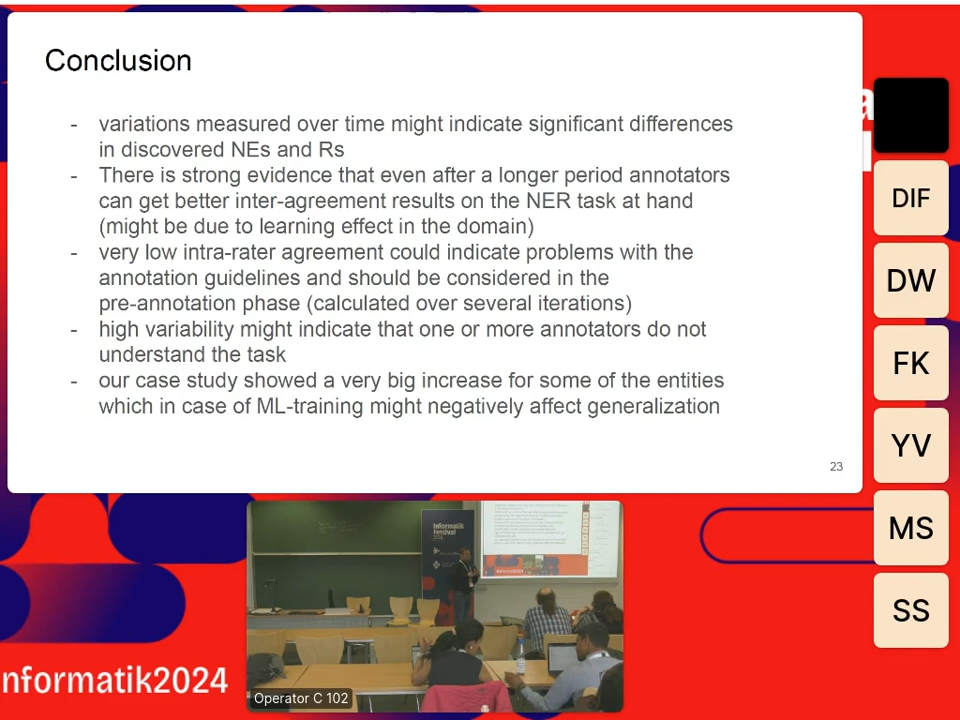 Conclusion
- variations measured over time might indicate significant differences
in discovered NEs and Rs
- There is strong evidence that even after a longer period annotators
can get better inter-agreement results on the NER task at hand
(might be due to learning effect in the domain)
- very low intra-rater agreement could indicate problems with the
annotation guidelines and should be considered in the
pre-annotation phase (calculated over several iterations)
- high variability might indicate that one or more annotators do not
understand the task
- our case study showed a very big increase for some of the entities
which in case of ML-training might negatively affect generalization
23
DIF
DW
FK
YV
MS
SS
Informatik
Festival
2024
Operator C 102
nformatik2024